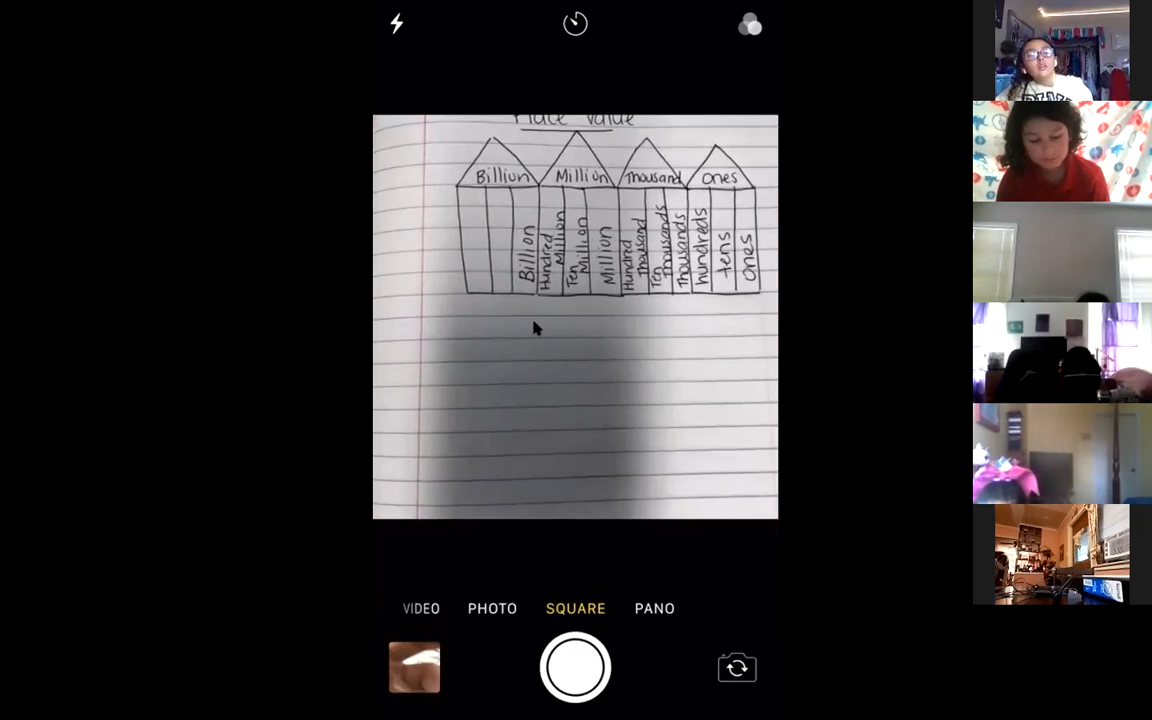 Place Value
Billion Million Thousand Ones
Billion
Hundred Million
Ten Million
Million
Hundred Thousand
Ten Thousands
Thousands
hundreds
tens
Ones
VIDEO PHOTO SQUARE PANO